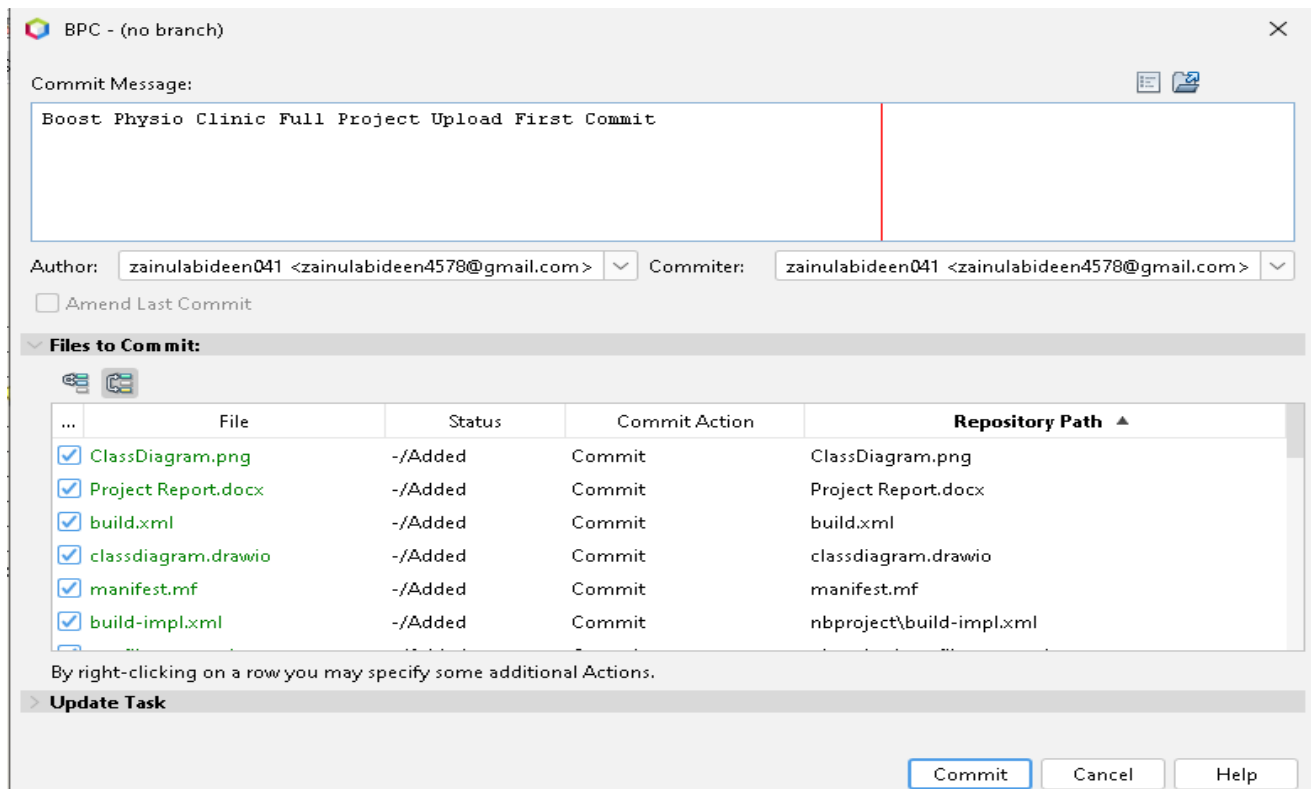 BPC - (no branch)
Commit Message:
Boost Physio Clinic Full Project Upload First Commit
Author: zainulabideen041 <zainulabideen4578@gmail.com> Commiter: zainulabideen041 <zainulabideen4578@gmail.com>
Amend Last Commit
Files to Commit:
... File Status Commit Action Repository Path
ClassDiagram.png -/Added Commit ClassDiagram.png
Project Report.docx -/Added Commit Project Report.docx
build.xml -/Added Commit build.xml
classdiagram.drawio -/Added Commit classdiagram.drawio
manifest.mf -/Added Commit manifest.mf
build-impl.xml -/Added Commit nbproject\build-impl.xml
By right-clicking on a row you may specify some additional Actions.
Update Task
Commit Cancel Help